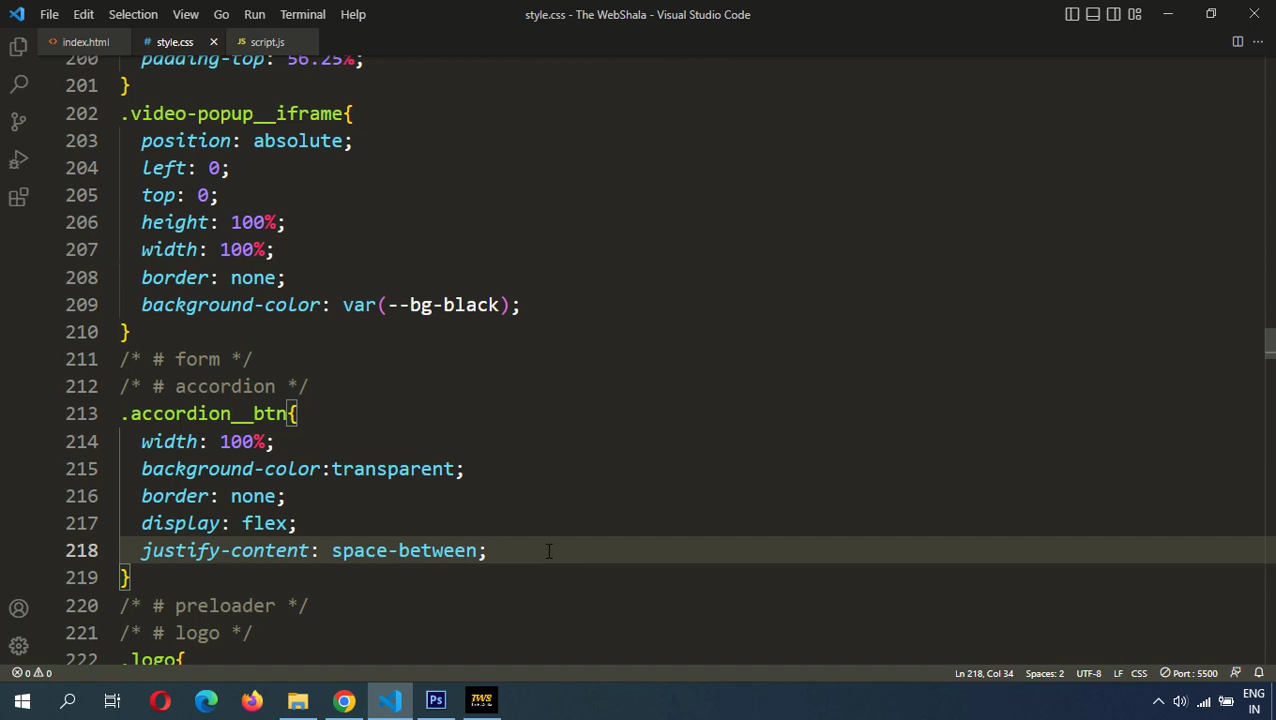 File Edit Selection View Go Run Terminal Help
style.css - The WebShala - Visual Studio Code
index.html
# style.css
script.js
200 padding-top: 56.25%;
201 }
202 .video-popup__iframe{
203 position: absolute;
204 left: 0;
205 top: 0;
206 height: 100%;
207 width: 100%;
208 border: none;
209 background-color: var(--bg-black);
210 }
211 /* # form */
212 /* # accordion */
213 .accordion__btn{
214 width: 100%;
215 background-color:transparent;
216 border: none;
217 display: flex;
218 justify-content: space-between;
219 }
220 /* # preloader */
221 /* # logo */
222 .logo{
0 0
Ln 218, Col 34 Spaces: 2 UTF-8 LF CSS Port : 5500
Ps
TWS
ENG
IN